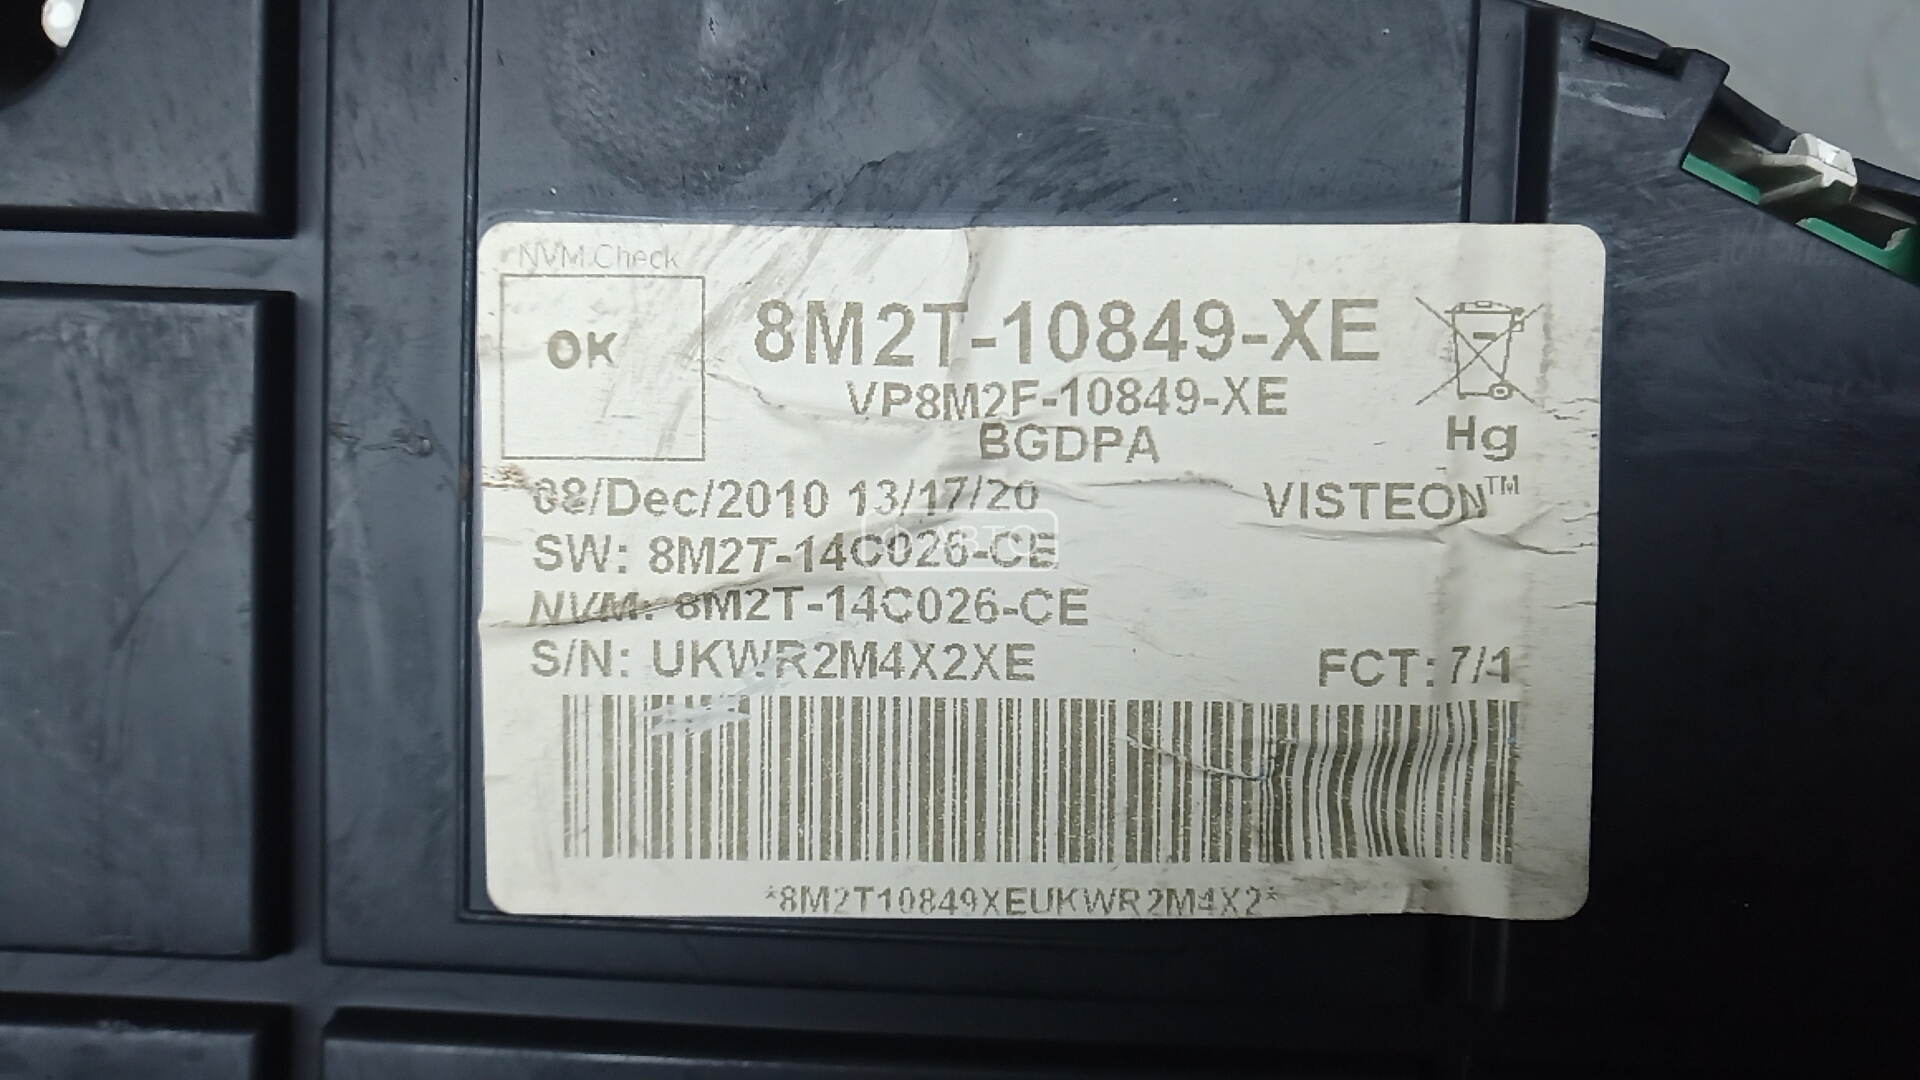 NVM Check
OK
8M2T-10849-XE
VP8M2F-10849-XE
BGDPA
Hg
08/Dec/2010 13/17/20
VISTEON™
SW: 8M2T-14C026-CE
NVM: 8M2T-14C026-CE
S/N: UKWR2M4X2XE
FCT: 7/1
*8M2T10849XEUKWR2M4X2*
АВТО